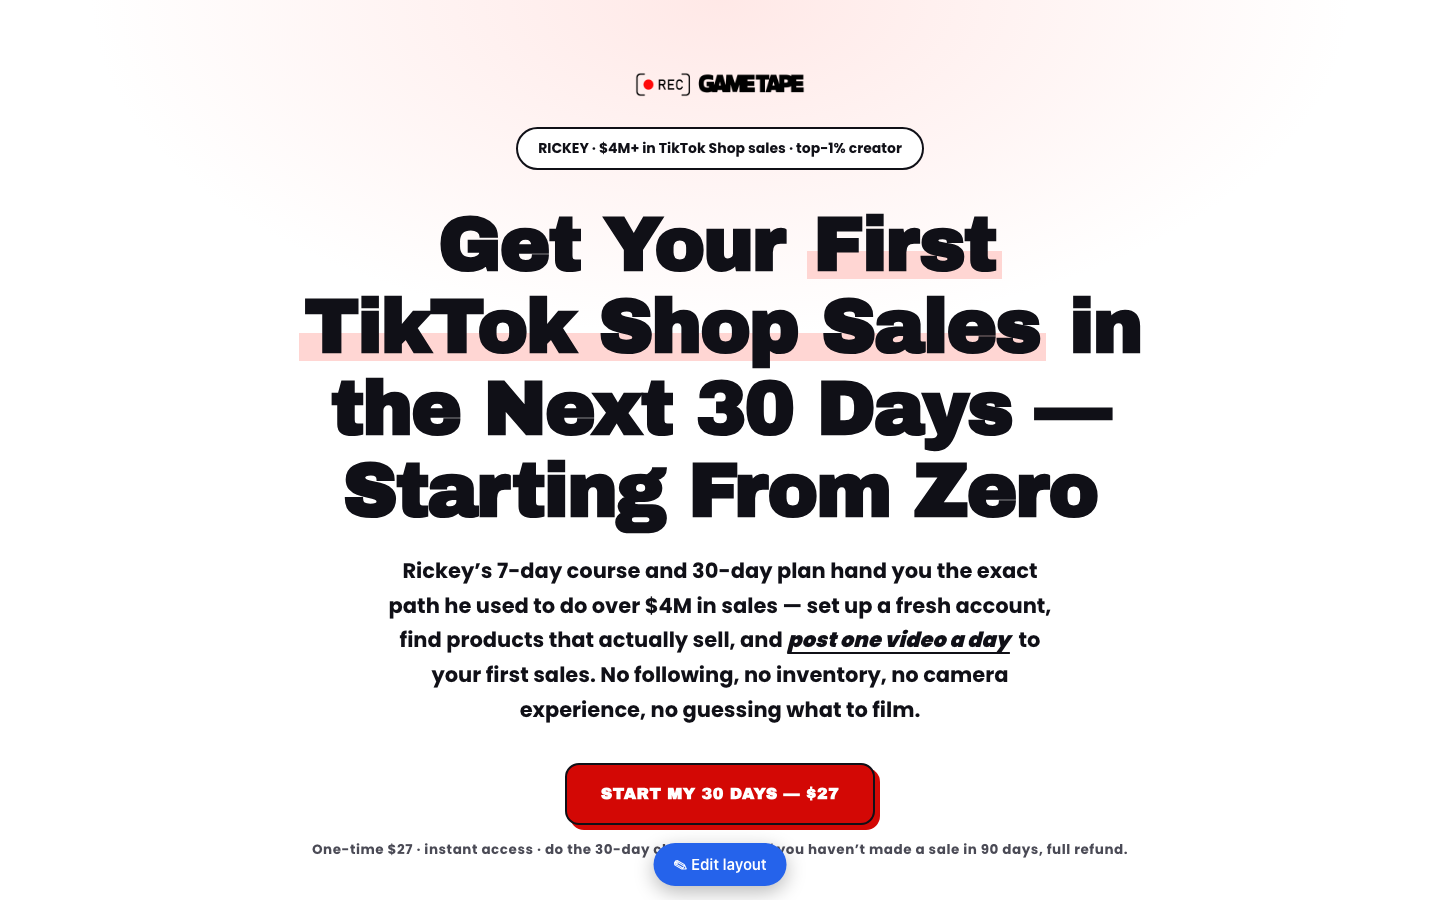 REC GAMETAPE
RICKEY · $4M+ in TikTok Shop sales · top-1% creator
Get Your First
TikTok Shop Sales in
the Next 30 Days —
Starting From Zero
Rickey’s 7-day course and 30-day plan hand you the exact
path he used to do over $4M in sales — set up a fresh account,
find products that actually sell, and post one video a day to
your first sales. No following, no inventory, no camera
experience, no guessing what to film.
START MY 30 DAYS — $27
One-time $27 · instant access · do the 30-day you haven’t made a sale in 90 days, full refund.
✎ Edit layout